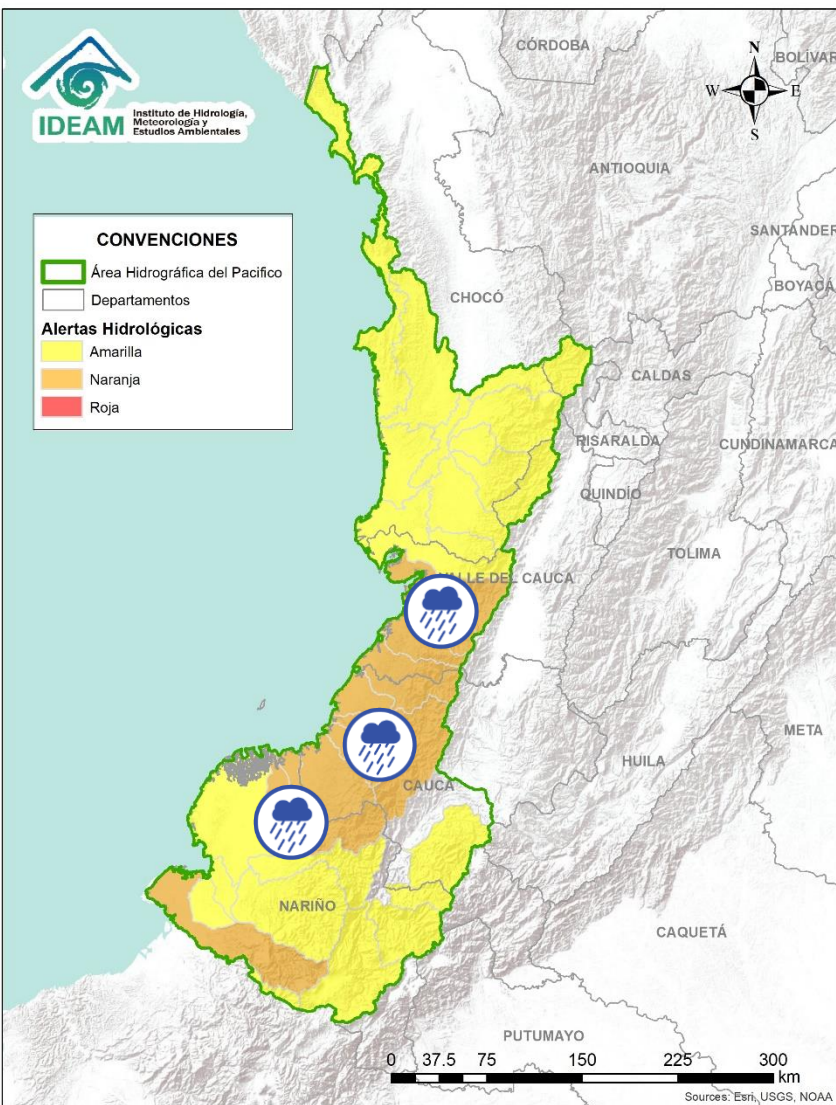 IDEAM
Instituto de Hidrología,
Meteorología y
Estudios Ambientales
CÓRDOBA
BOLÍVAR
N
W
E
S
ANTIOQUIA
SANTANDER
BOYACÁ
CONVENCIONES
Área Hidrográfica del Pacifico
Departamentos
Alertas Hidrológicas
Amarilla
Naranja
Roja
CHOCÓ
CALDAS
RISARALDA
CUNDINAMARCA
QUINDÍO
TOLIMA
VALLE DEL CAUCA
META
HUILA
CAUCA
NARIÑO
CAQUETÁ
PUTUMAYO
0 37.5 75 150 225 300
km
Sources: Esri, USGS, NOAA